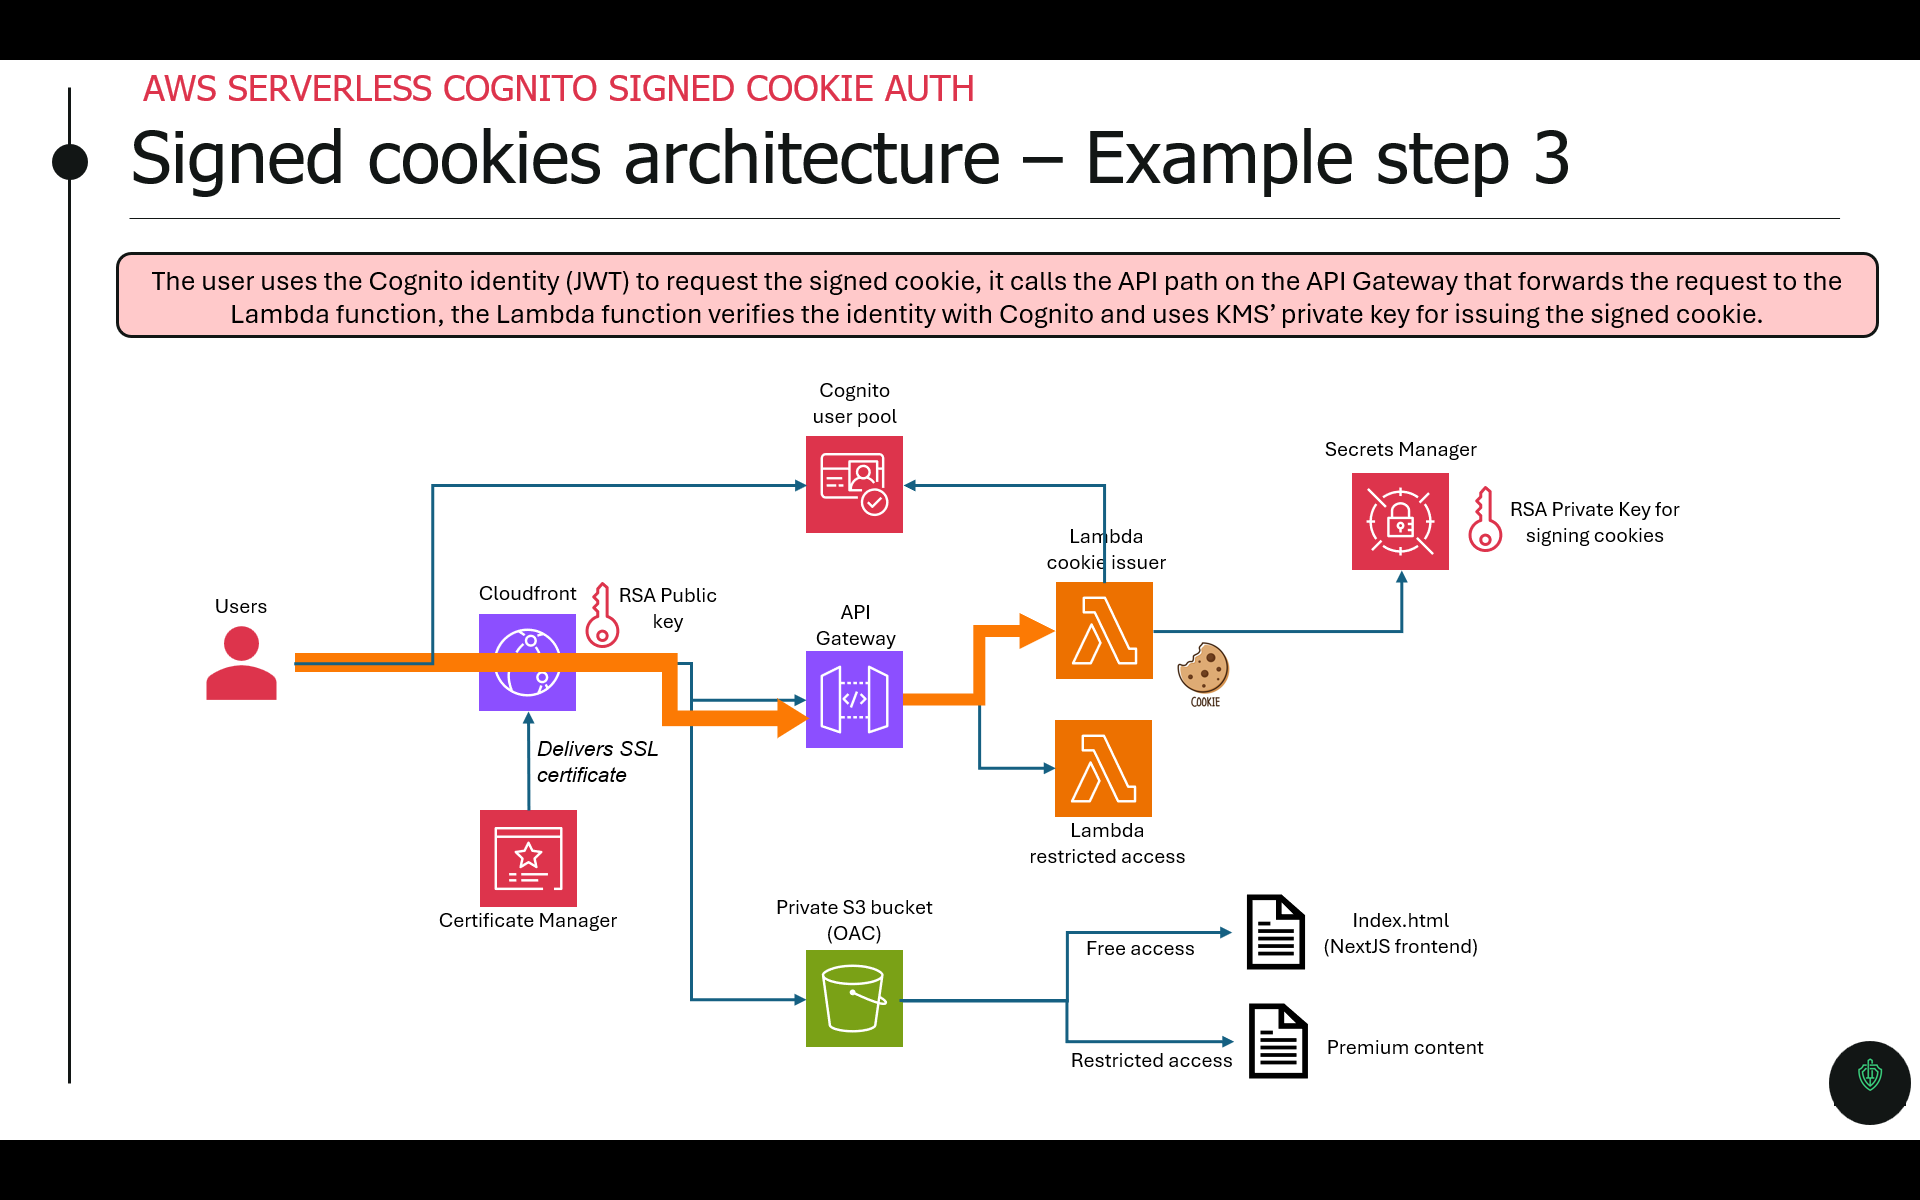 AWS SERVERLESS COGNITO SIGNED COOKIE AUTH
Signed cookies architecture – Example step 3
The user uses the Cognito identity (JWT) to request the signed cookie, it calls the API path on the API Gateway that forwards the request to the
Lambda function, the Lambda function verifies the identity with Cognito and uses KMS’ private key for issuing the signed cookie.
Cognito
user pool
Secrets Manager
RSA Private Key for
signing cookies
Lambda
cookie issuer
Users
Cloudfront
RSA Public
key
API
Gateway
COOKIE
Delivers SSL
certificate
Lambda
restricted access
Certificate Manager
Private S3 bucket
(OAC)
Free access
Index.html
(NextJS frontend)
Restricted access
Premium content